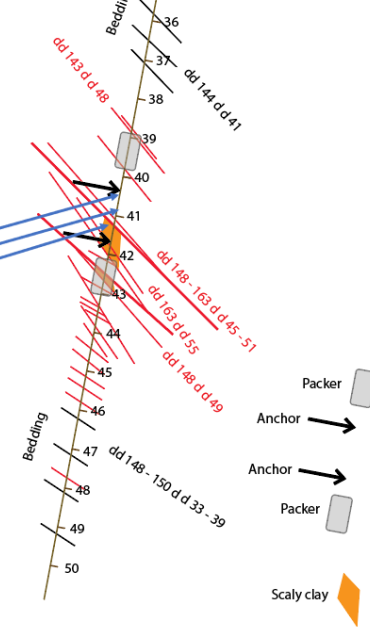 Beddi
36
37
dd 143 d d 48
dd 144 d d 41
38
39
40
41
42
dd 148 - 163 d d 45 - 51
43
dd 163 d d 55
44
dd 148 d d 49
45
Packer
46
Anchor
Bedding
47
dd 148 - 150 d d 33 - 39
Anchor
48
Packer
49
50
Scaly clay